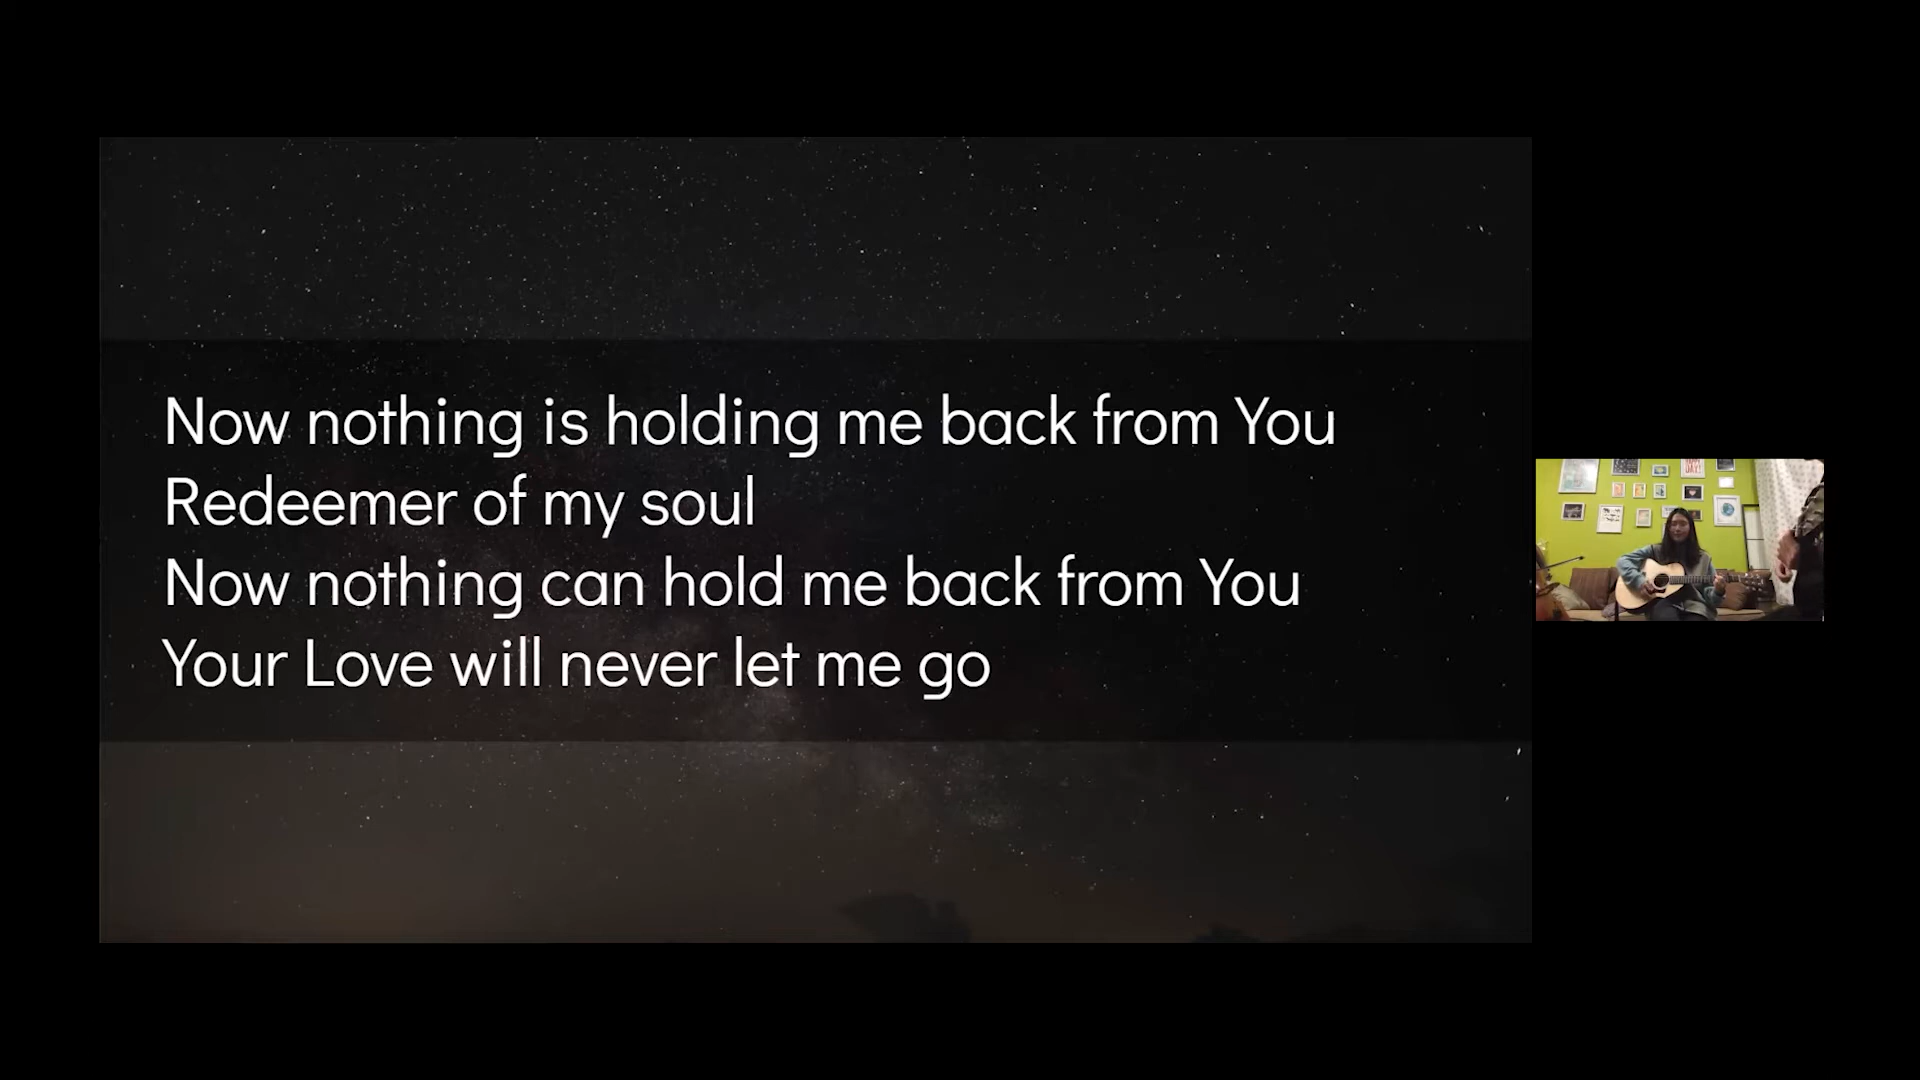 Now nothing is holding me back from You
Redeemer of my soul
Now nothing can hold me back from You
Your Love will never let me go